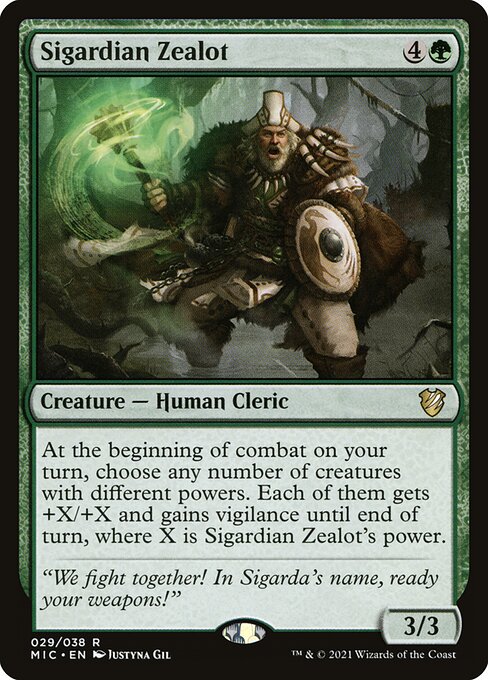 Sigardian Zealot 4
Creature — Human Cleric
At the beginning of combat on your
turn, choose any number of creatures
with different powers. Each of them gets
+X/+X and gains vigilance until end of
turn, where X is Sigardian Zealot's power.
"We fight together! In Sigarda's name, ready
your weapons!"
3/3
029/038 R
MIC • EN Justyna Gil
™ & © 2021 Wizards of the Coast